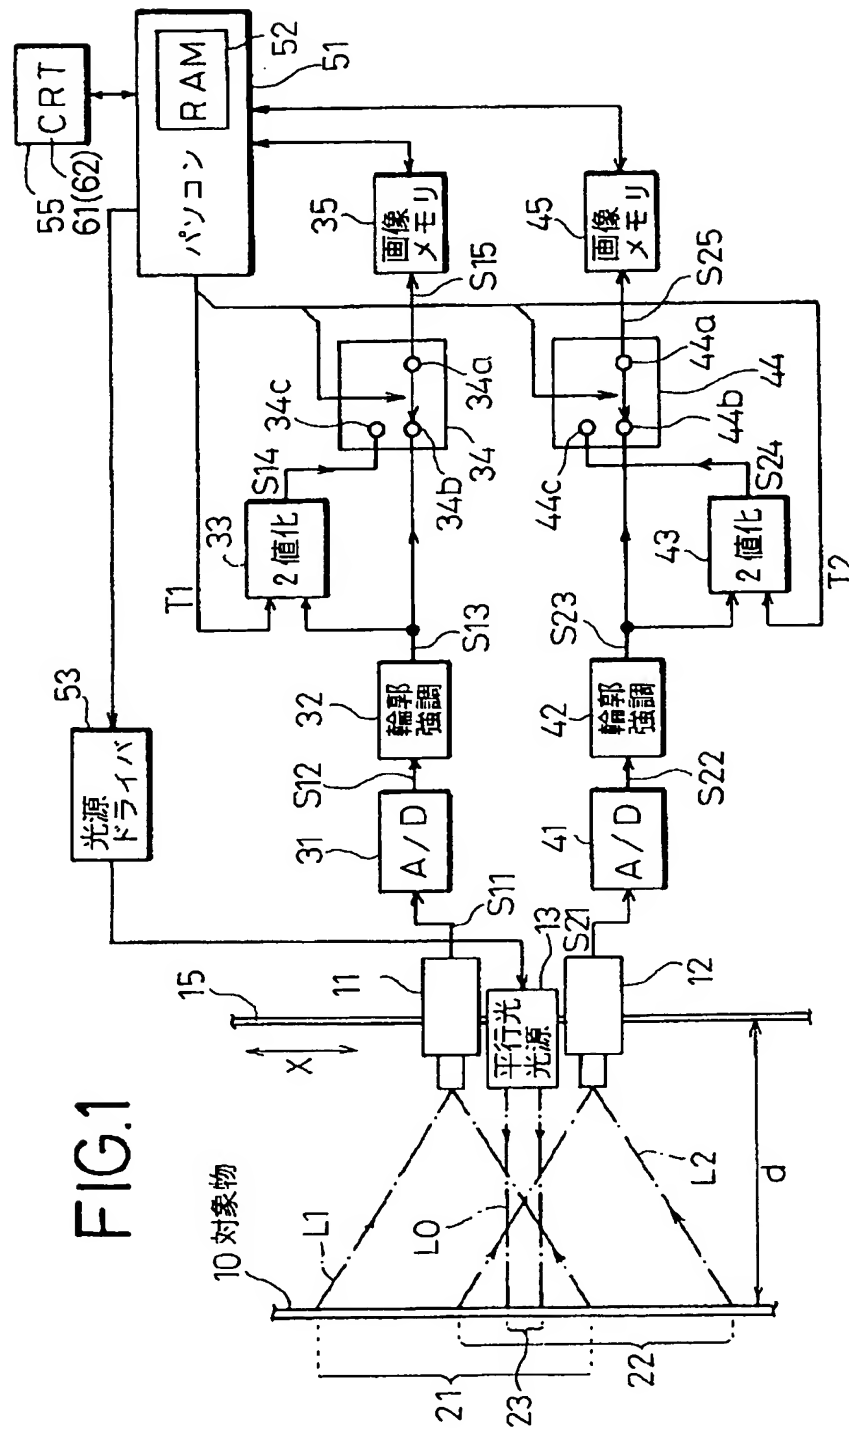 FIG.1
10 対象物
L1
L0
L2
21
23
22
d
X
15
11
平行光
光源
13
12
S11
S21
31
A/D
41
A/D
S12
S22
32
輪郭
強調
42
輪郭
強調
S13
S23
53
光源
ドライバ
T1
T2
33
2値化
43
2値化
S14
S24
34c
34b
34a
34
44c
44b
44a
44
S15
S25
35
画像
メモリ
45
画像
メモリ
パソコン
RAM
52
51
CRT
55
61(62)